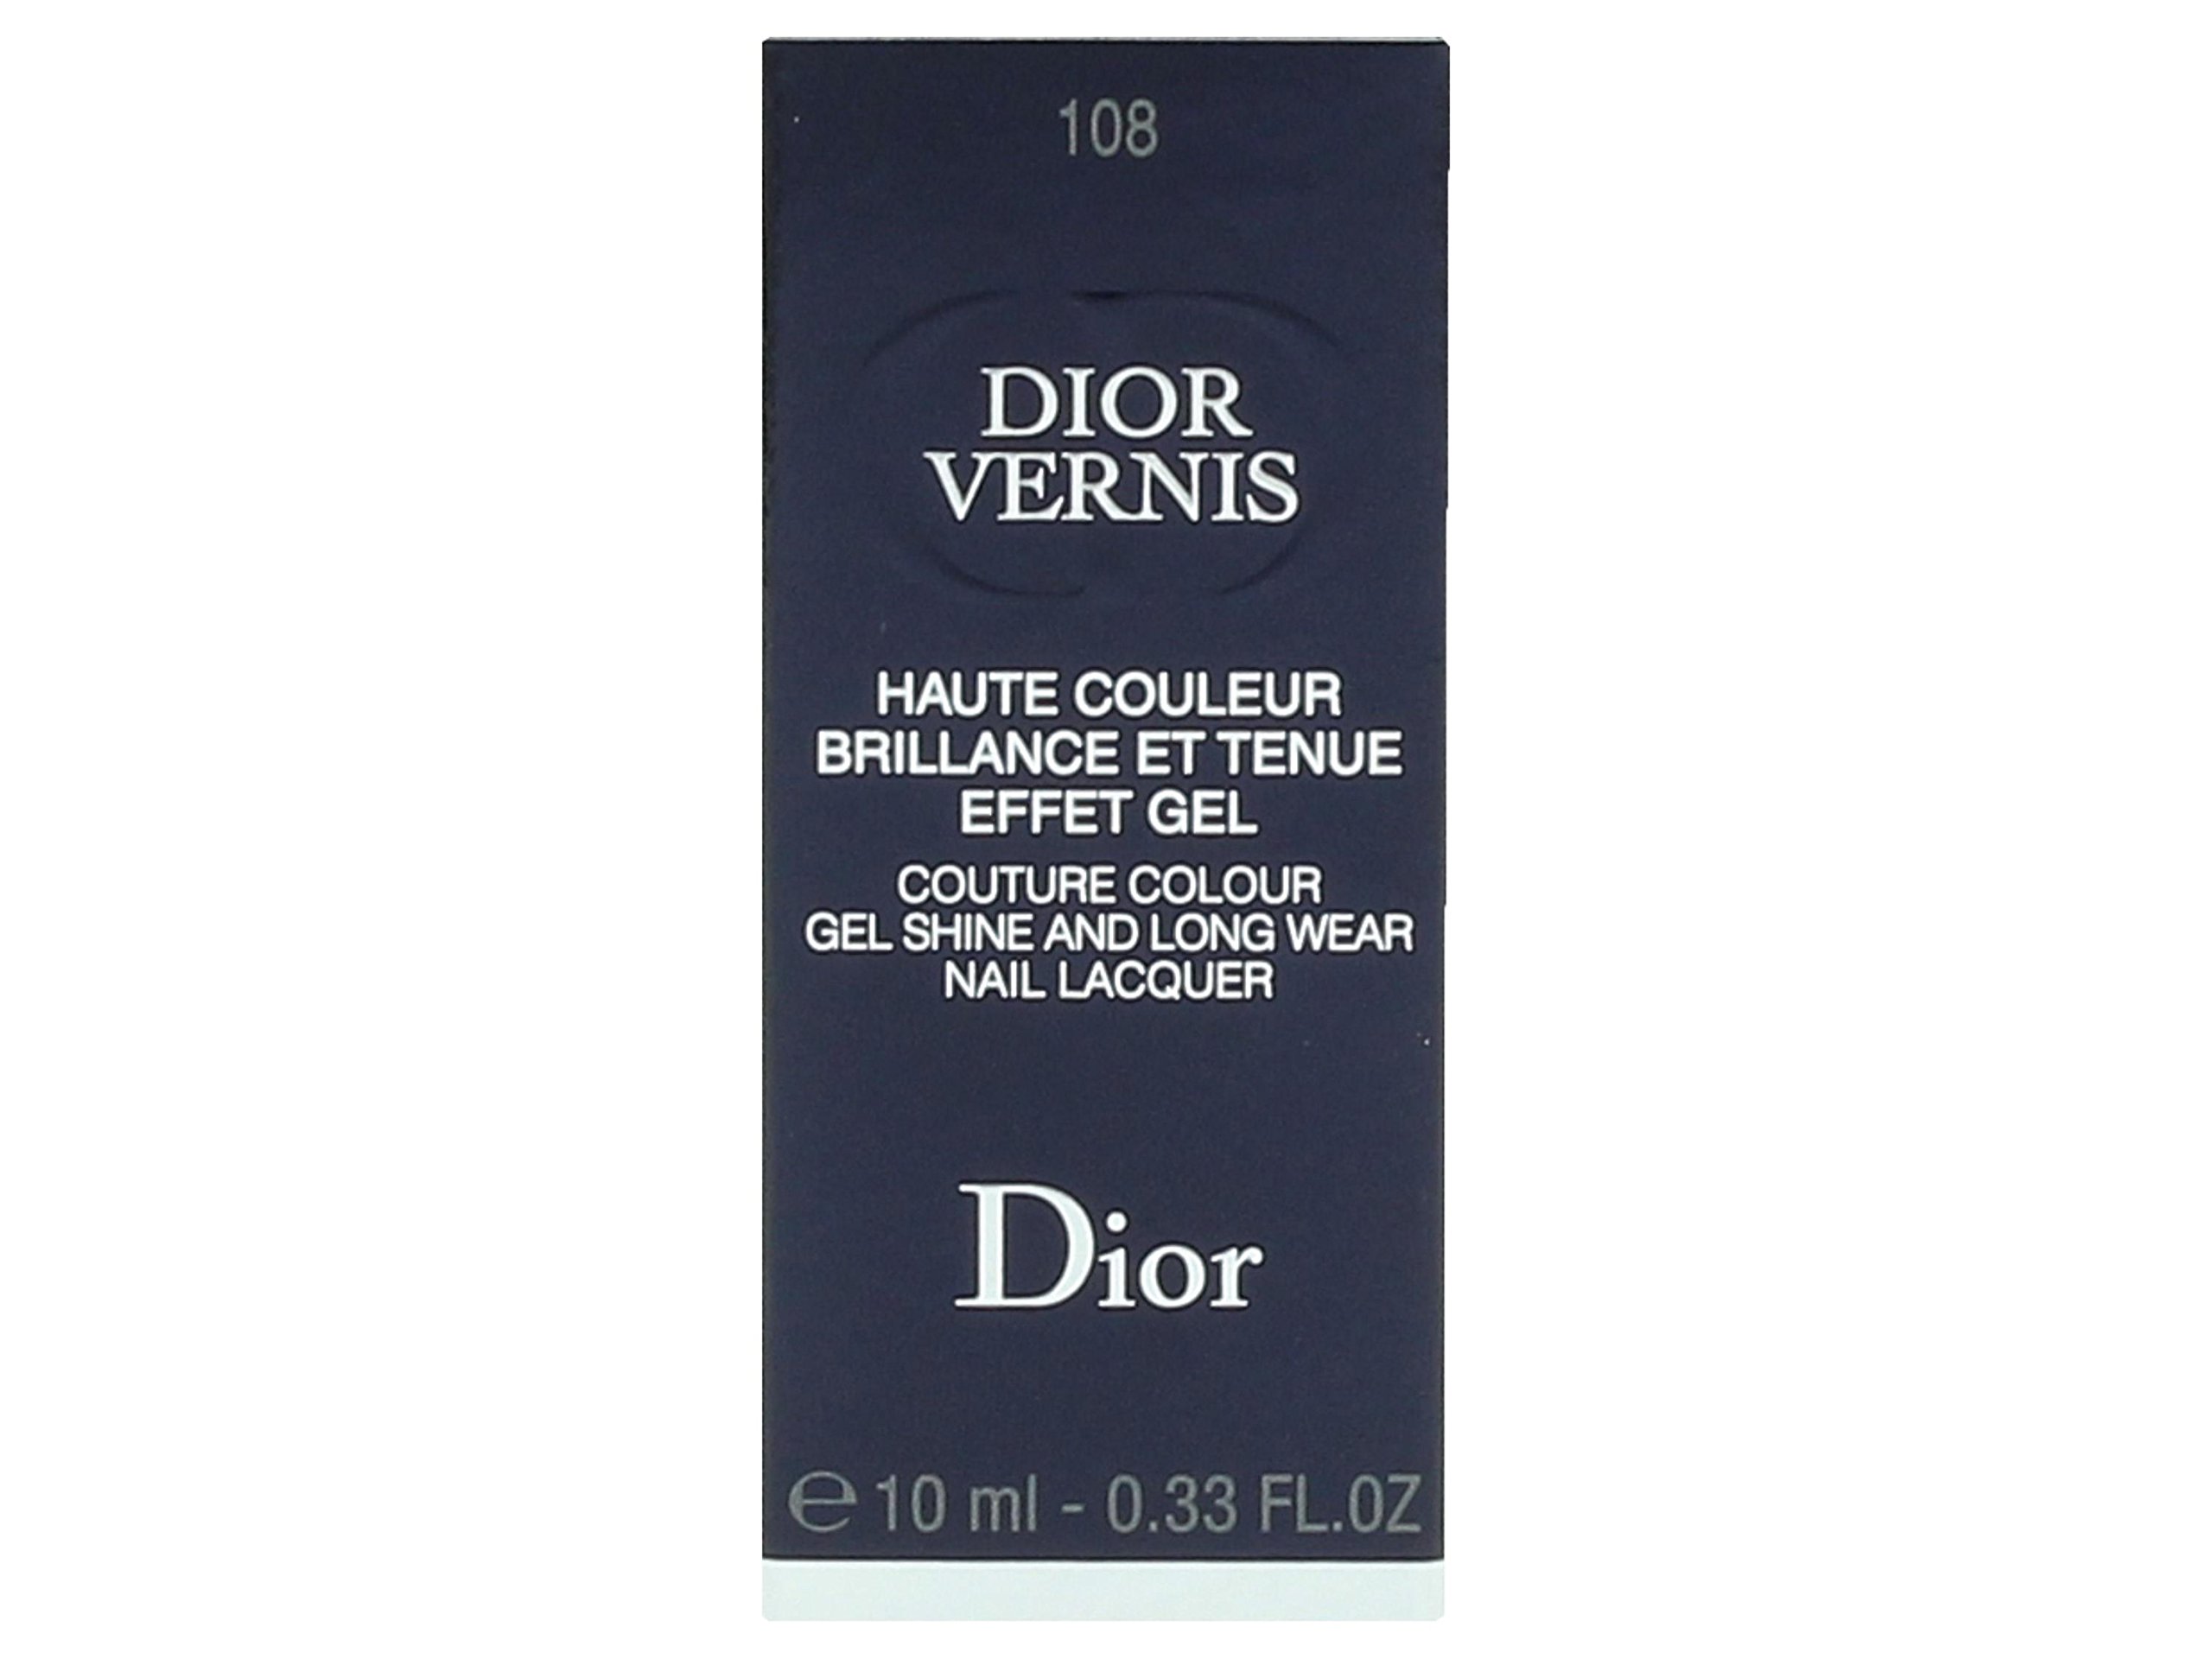 108
DIOR
VERNIS
HAUTE COULEUR
BRILLANCE ET TENUE
EFFET GEL
COUTURE COLOUR
GEL SHINE AND LONG WEAR
NAIL LACQUER
Dior
℮ 10 ml - 0.33 FL.OZ